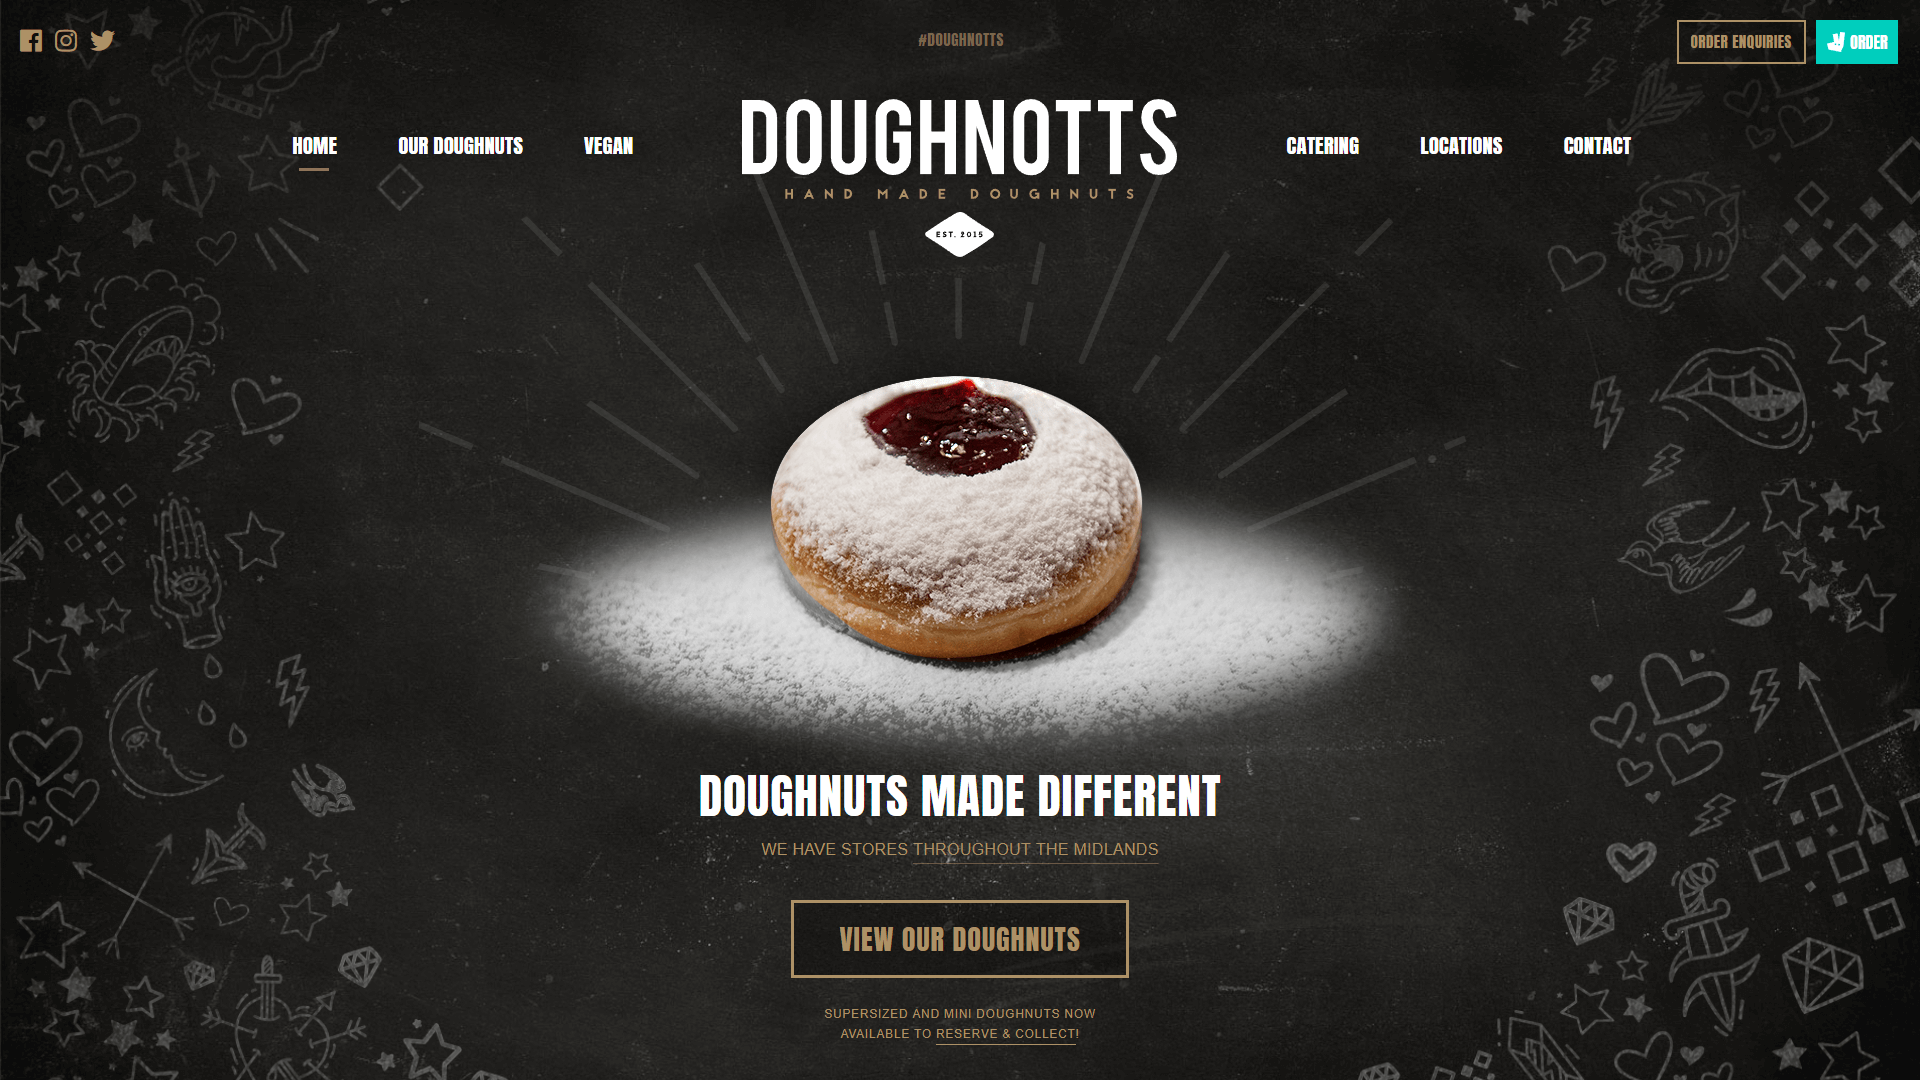 #DOUGHNOTTS
ORDER ENQUIRIES
ORDER
HOME
OUR DOUGHNUTS
VEGAN
DOUGHNOTTS
HAND MADE DOUGHNUTS
EST. 2015
CATERING
LOCATIONS
CONTACT
DOUGHNUTS MADE DIFFERENT
WE HAVE STORES THROUGHOUT THE MIDLANDS
VIEW OUR DOUGHNUTS
SUPERSIZED AND MINI DOUGHNUTS NOW
AVAILABLE TO RESERVE & COLLECT!